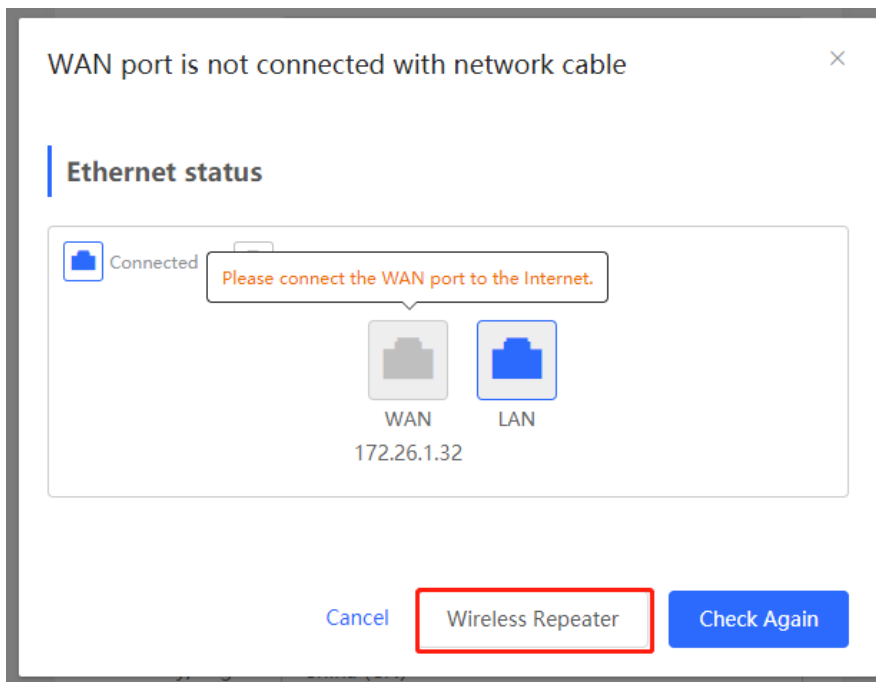 WAN port is not connected with network cable
Ethernet status
Connected
Please connect the WAN port to the Internet.
WAN
LAN
172.26.1.32
Cancel
Wireless Repeater
Check Again